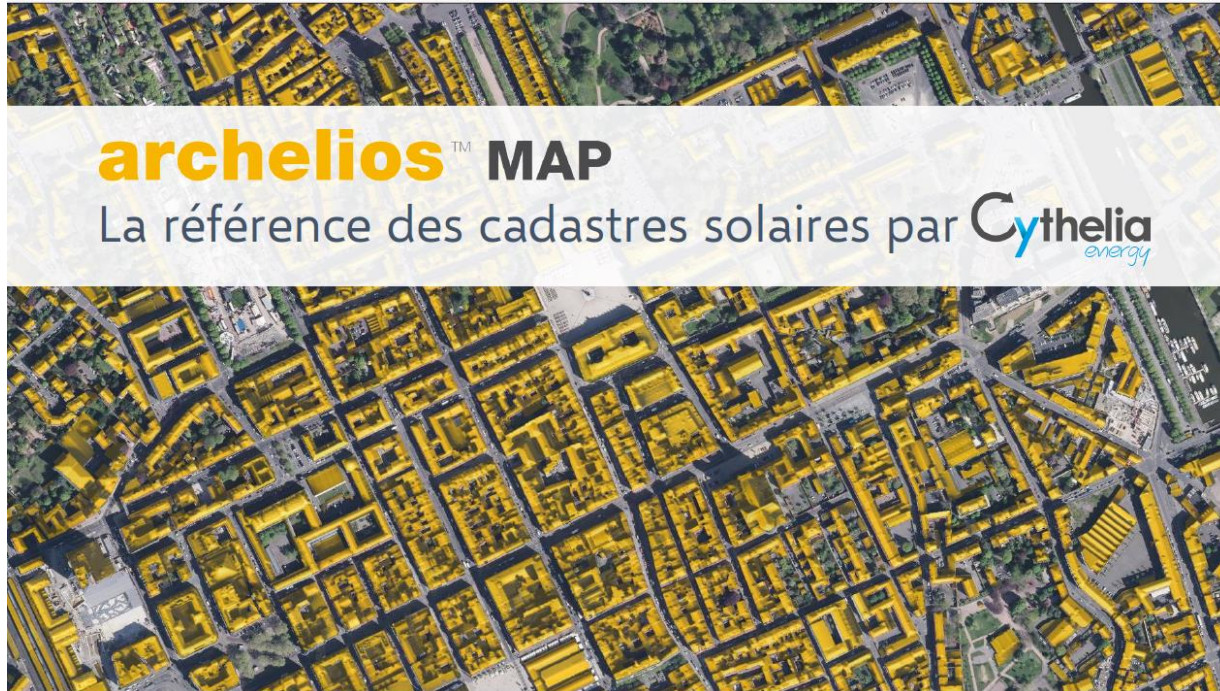 archelios™ MAP
La référence des cadastres solaires par Cythelia
energy